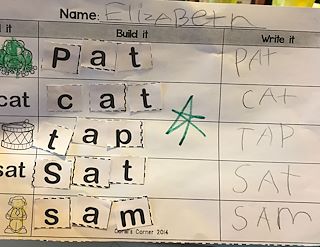 Name: ElizaBeth
d it Build it Write it
Pat PAt
cat cat CAt
tap TAP
sat Sat SAt
sam SAm
Corner 2014